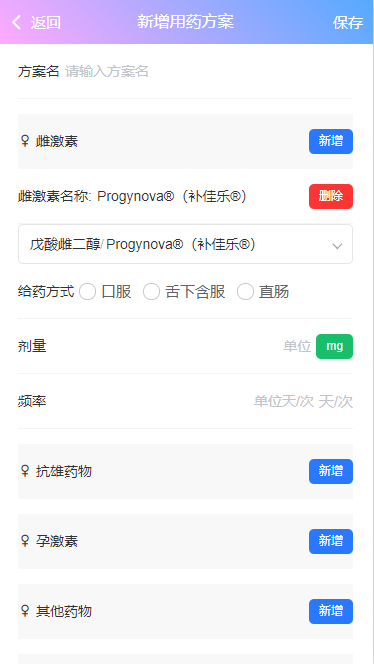 返回 新增用药方案 保存
方案名 请输入方案名
♀ 雌激素 新增
雌激素名称: Progynova®（补佳乐®） 删除
戊酸雌二醇/Progynova®（补佳乐®）
给药方式 口服 舌下含服 直肠
剂量 单位 mg
频率 单位天/次 天/次
♀ 抗雄药物 新增
♀ 孕激素 新增
♀ 其他药物 新增